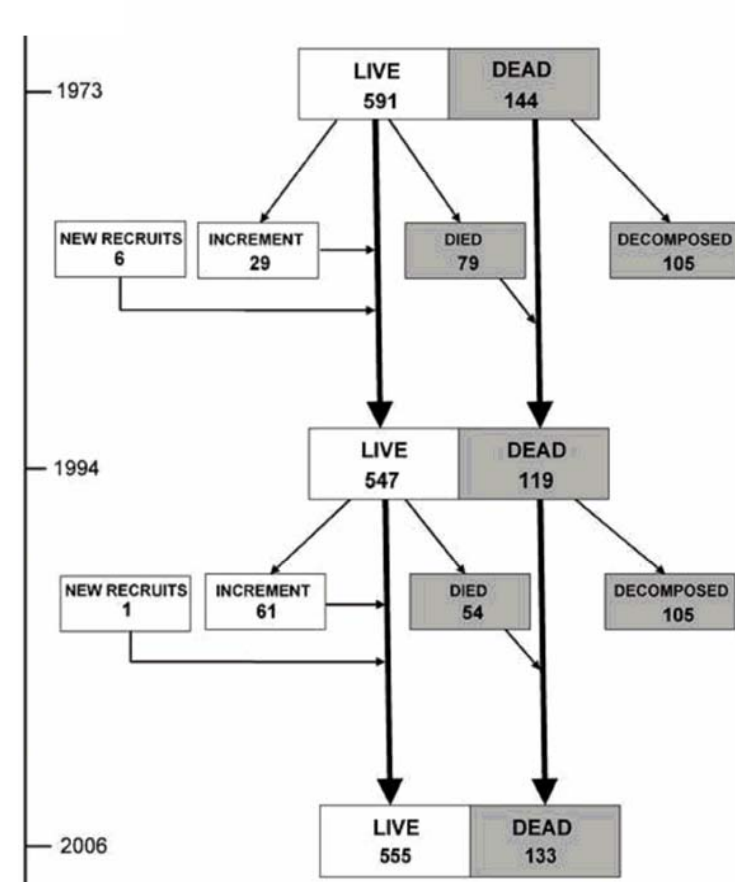 LIVE DEAD
591 144
1973
NEW RECRUITS INCREMENT DIED DECOMPOSED
6 29 79 105
LIVE DEAD
547 119
1994
NEW RECRUITS INCREMENT DIED DECOMPOSED
1 61 54 105
LIVE DEAD
555 133
2006